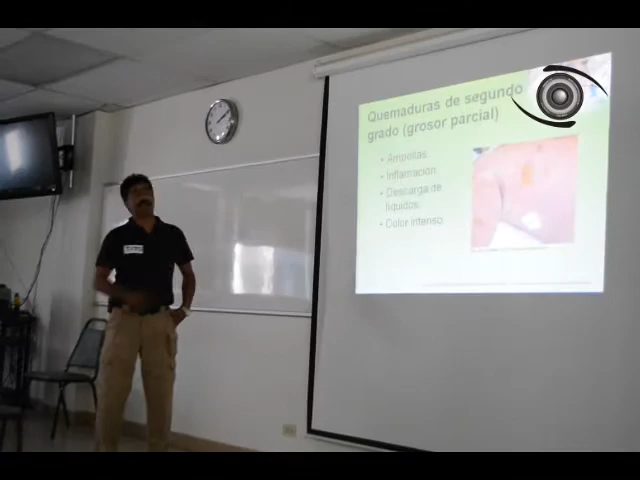 Quemaduras de segundo
grado (grosor parcial)
• Ampollas.
• Inflamación.
• Descarga de
líquidos.
• Color intenso.